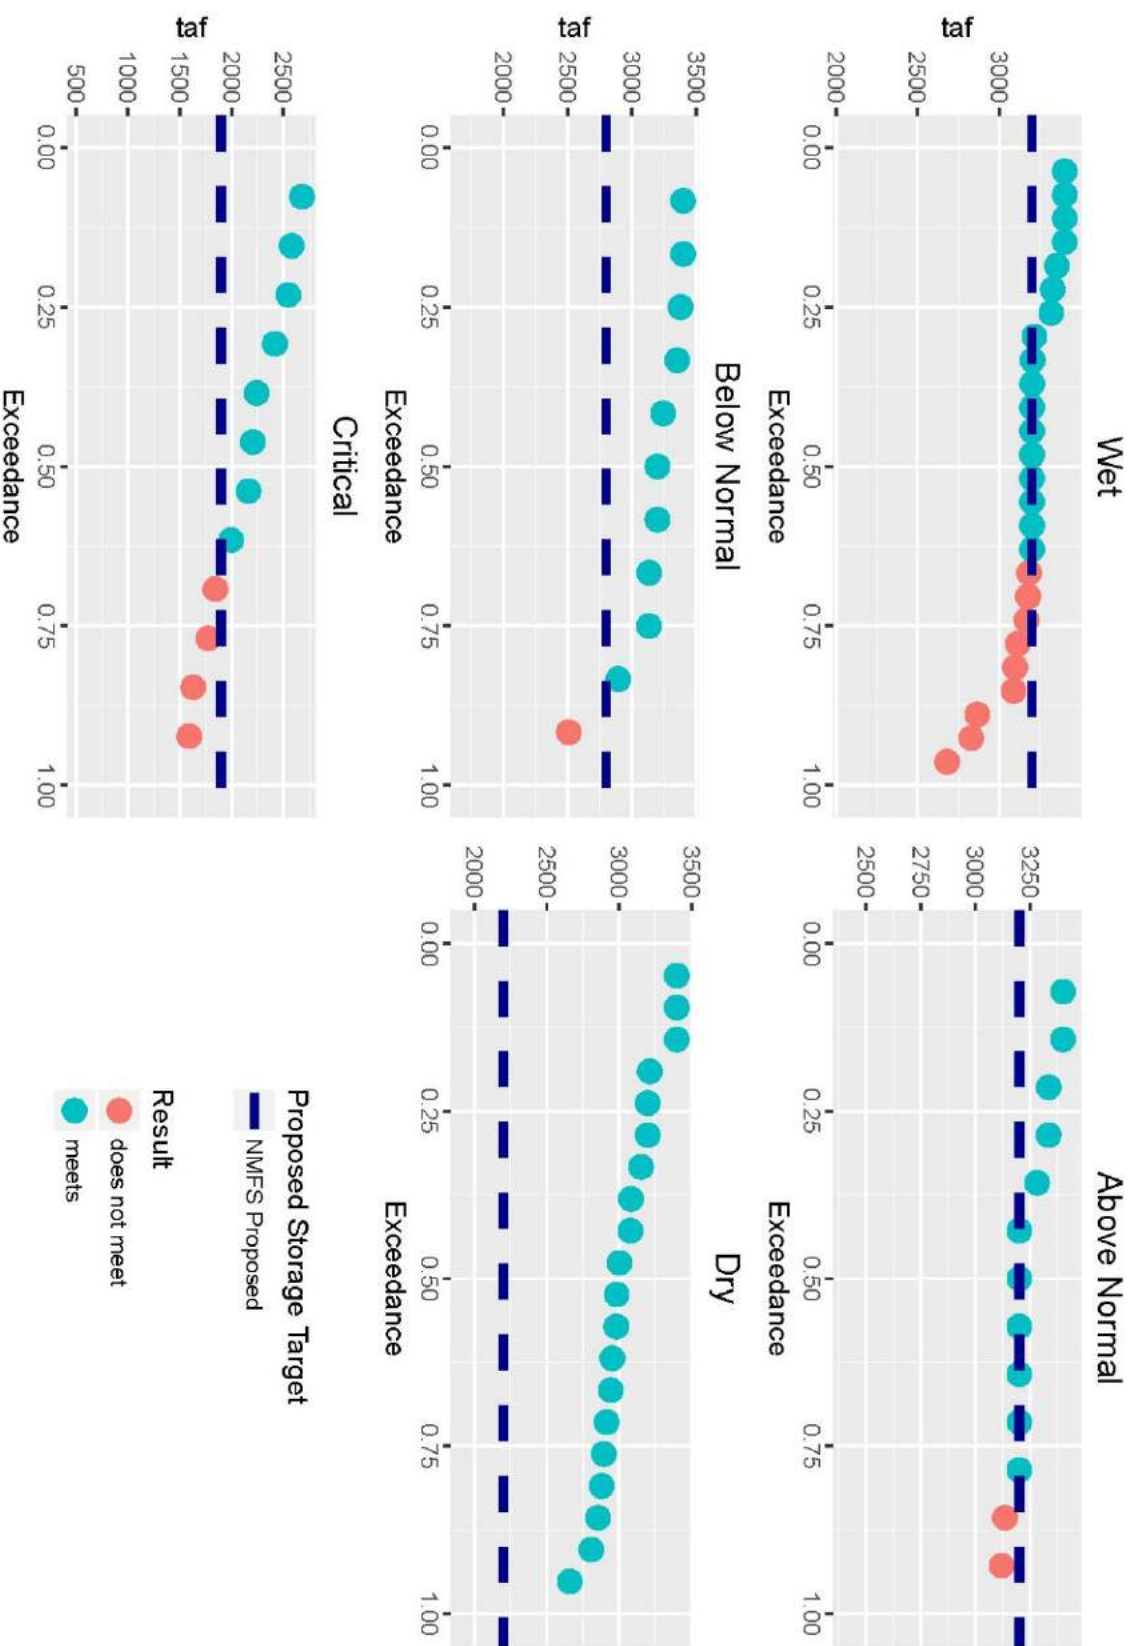 Wet
taf
3000
2500
2000
0.00 0.25 0.50 0.75 1.00
Exceedance
Above Normal
3250
3000
2750
2500
0.00 0.25 0.50 0.75 1.00
Exceedance
Below Normal
taf
3500
3000
2500
2000
0.00 0.25 0.50 0.75 1.00
Exceedance
Dry
3500
3000
2500
2000
0.00 0.25 0.50 0.75 1.00
Exceedance
Critical
taf
2500
2000
1500
1000
500
0.00 0.25 0.50 0.75 1.00
Exceedance
Proposed Storage Target
NMFS Proposed
Result
does not meet
meets